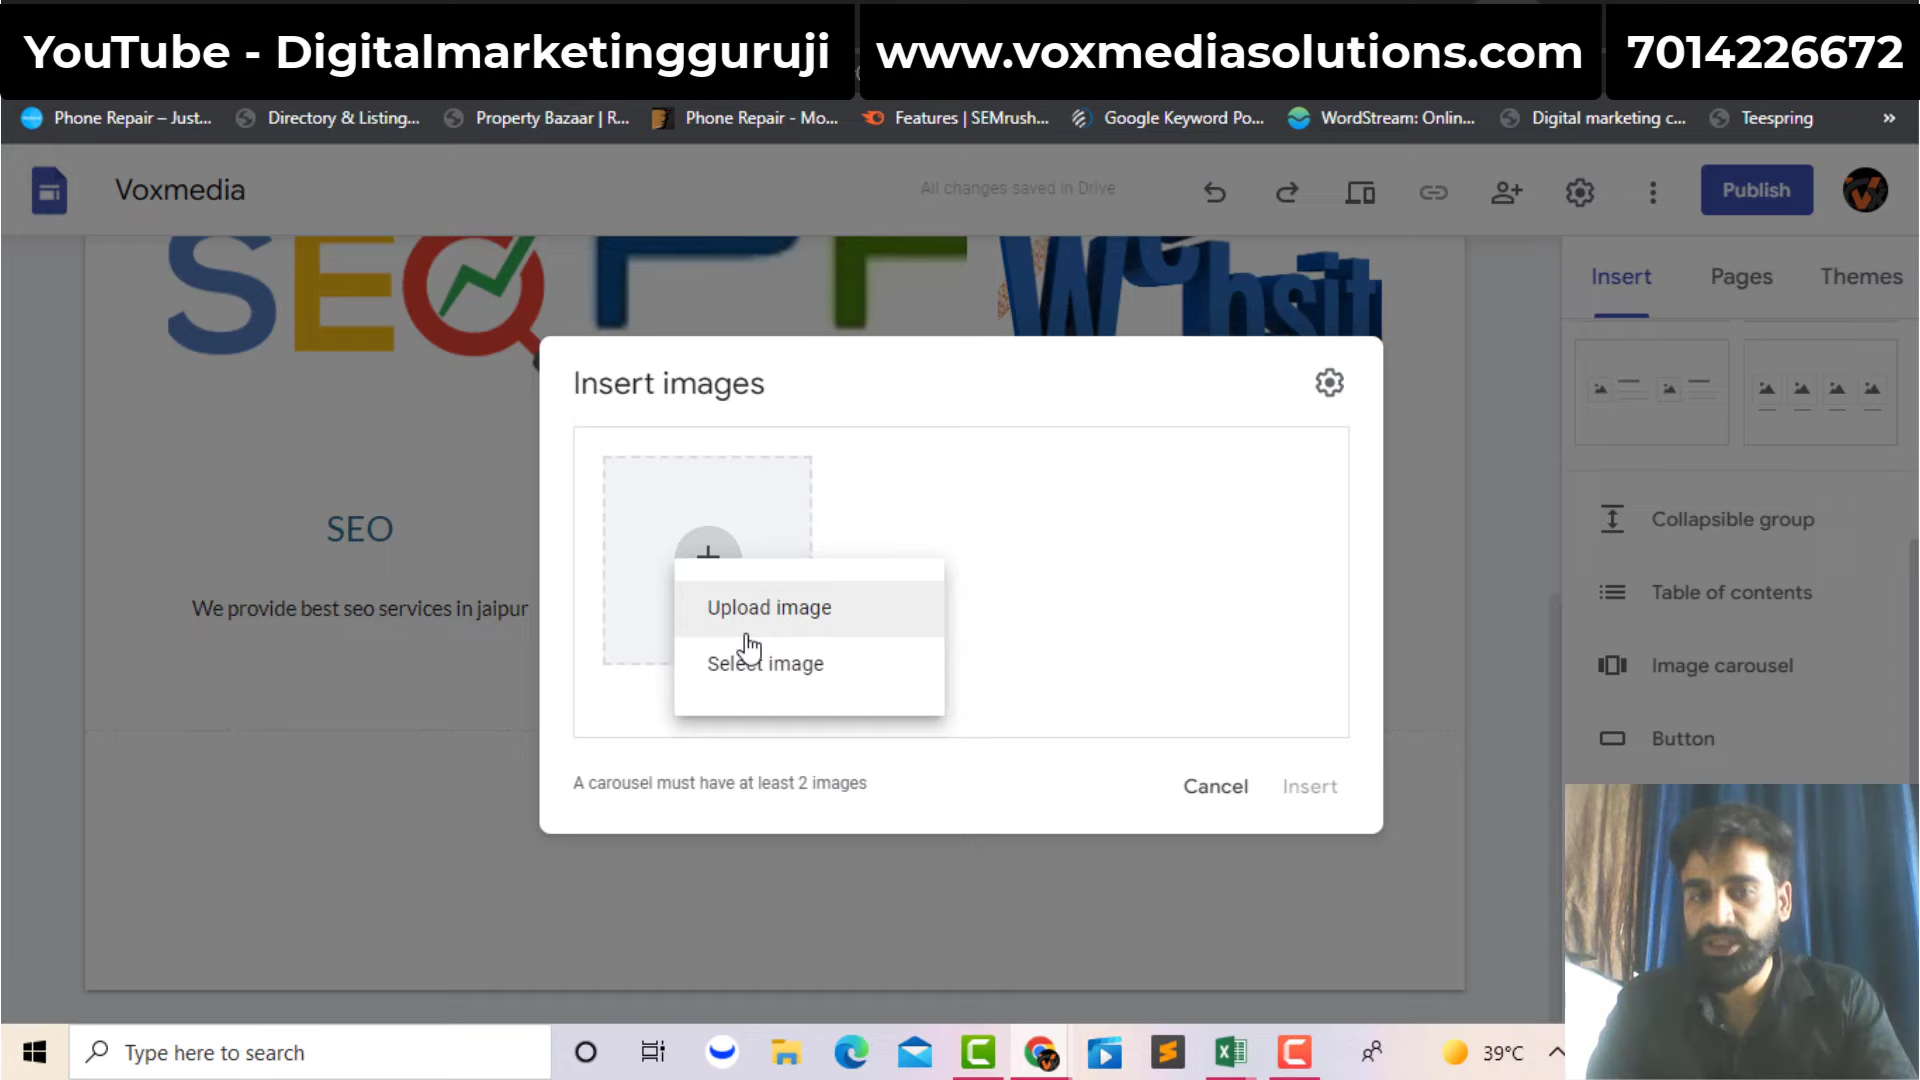 YouTube - Digitalmarketingguruji
www.voxmediasolutions.com
7014226672
Phone Repair – Just...
Directory & Listing...
Property Bazaar | R...
Phone Repair - Mo...
Features | SEMrush...
Google Keyword Po...
WordStream: Onlin...
Digital marketing c...
Teespring
»
Voxmedia
All changes saved in Drive
Publish
SEO
Websit
Insert
Pages
Themes
Insert images
SEO
We provide best seo services in jaipur
Upload image
Select image
A carousel must have at least 2 images
Cancel
Insert
Collapsible group
Table of contents
Image carousel
Button
Type here to search
39°C